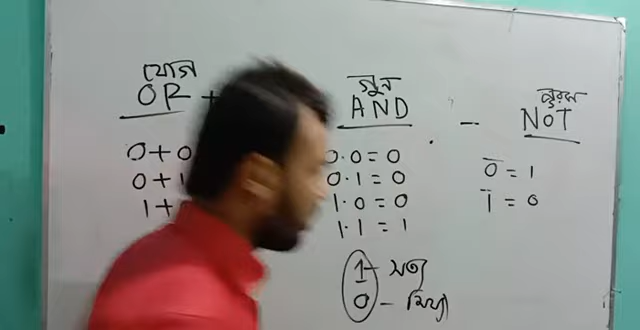 যোগ
OR +
0+0
0+1
1+
গুন
AND
0·0=0
0·1=0
1·0=0
1·1=1
1 – সত্য
0 – মিথ্যা
NOT
0̅ = 1
1̅ = 0